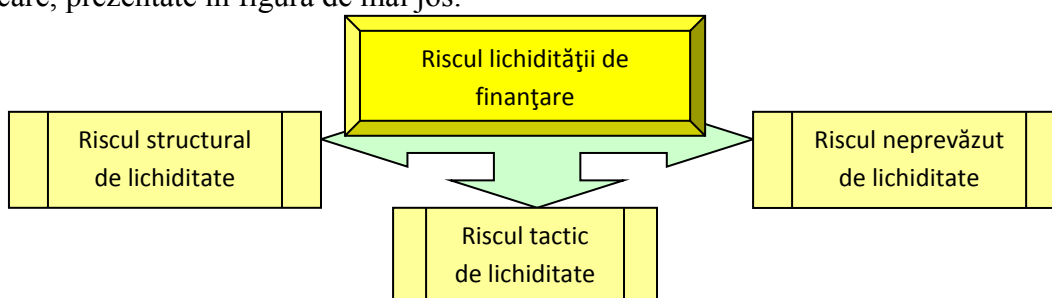 care, prezentate în figura de mai jos:
Riscul lichidităţii de
finanţare
Riscul structural
de lichiditate
Riscul neprevăzut
de lichiditate
Riscul tactic
de lichiditate